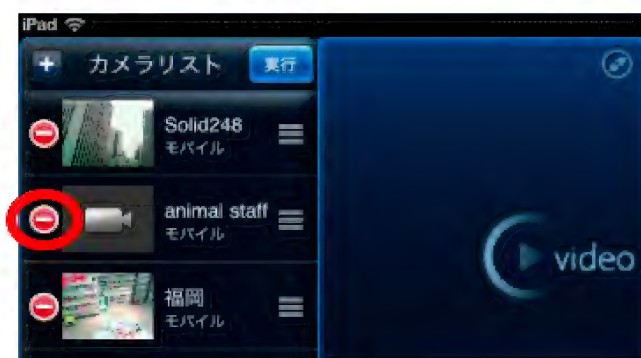 iPad
カメラリスト 実行
Solid248
モバイル
animal staff
モバイル
video
福岡
モバイル